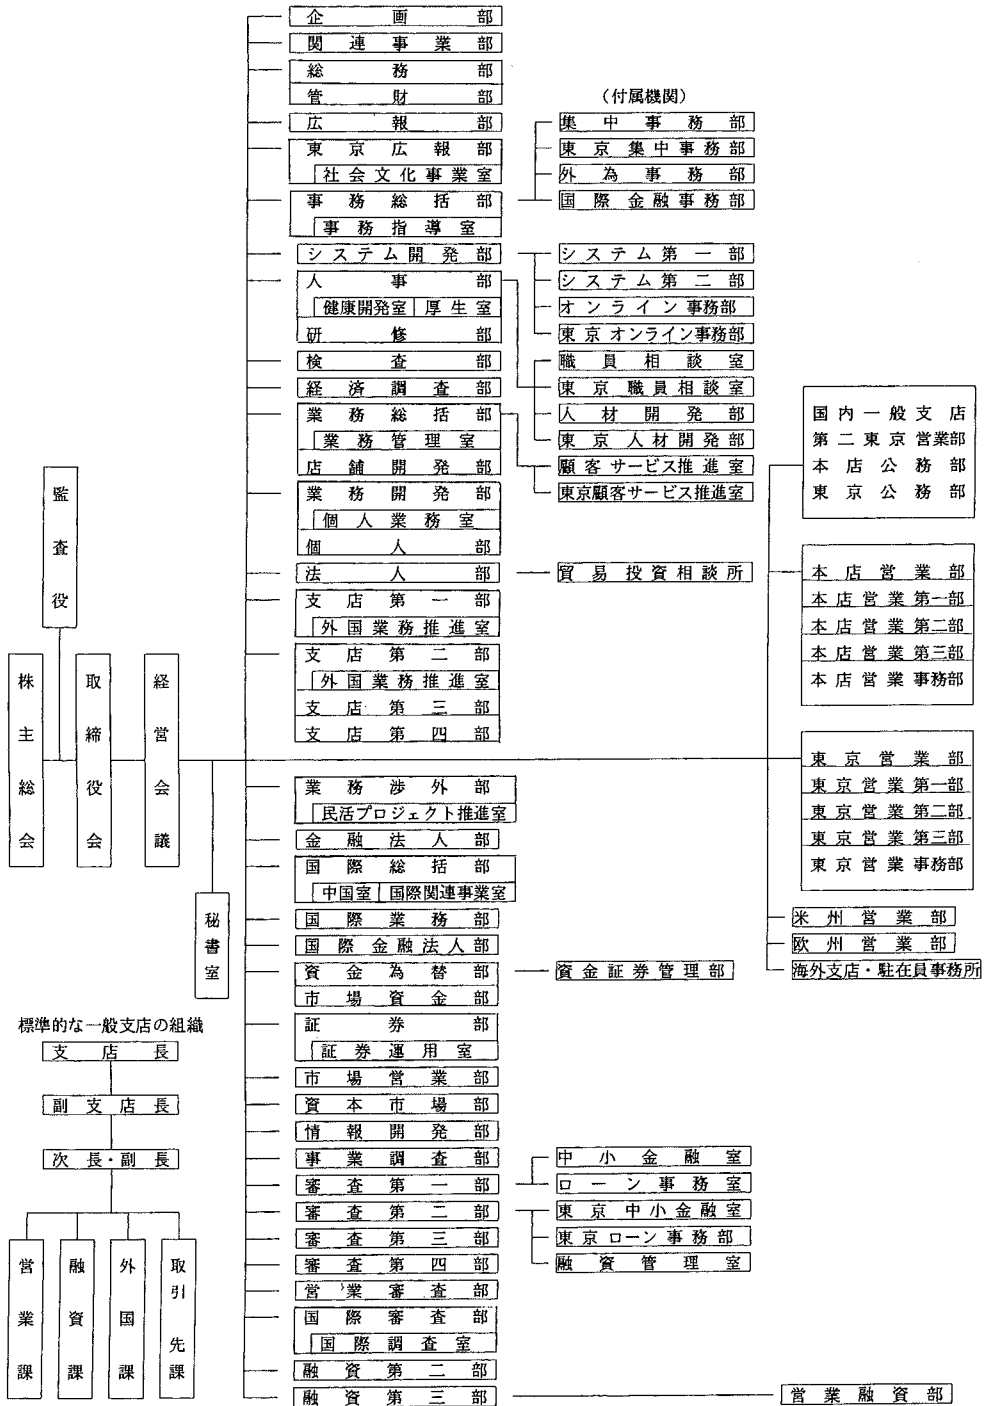 企画部
関連事業部
総務部
管財部
広報部
東京広報部
社会文化事業室
事務総括部
事務指導室
システム開発部
人事部
健康開発室 厚生室
研修部
検査部
経済調査部
業務総括部
業務管理室
店舗開発部
業務開発部
個人業務室
個人部
法人部
支店第一部
外国業務推進室
支店第二部
外国業務推進室
支店第三部
支店第四部
業務渉外部
民活プロジェクト推進室
金融法人部
国際総括部
中国室 国際関連事業室
国際業務部
国際金融法人部
資金為替部
市場資金部
証券部
証券運用室
市場営業部
資本市場部
情報開発部
事業調査部
審査第一部
審査第二部
審査第三部
審査第四部
営業審査部
国際審査部
国際調査室
融資第二部
融資第三部
(付属機関)
集中事務部
東京集中事務部
外為事務部
国際金融事務部
システム第一部
システム第二部
オンライン事務部
東京オンライン事務部
職員相談室
東京職員相談室
人材開発部
東京人材開発部
顧客サービス推進室
東京顧客サービス推進室
貿易投資相談所
資金証券管理部
中小金融室
ローン事務室
東京中小金融室
東京ローン事務部
融資管理室
国内一般支店
第二東京営業部
本店公務部
東京公務部
本店営業部
本店営業第一部
本店営業第二部
本店営業第三部
本店営業事務部
東京営業部
東京営業第一部
東京営業第二部
東京営業第三部
東京営業事務部
米州営業部
欧州営業部
海外支店・駐在員事務所
営業融資部
監査役
株主総会
取締役会
経営会議
秘書室
標準的な一般支店の組織
支店長
副支店長
次長・副長
営業課
融資課
外国課
取引先課